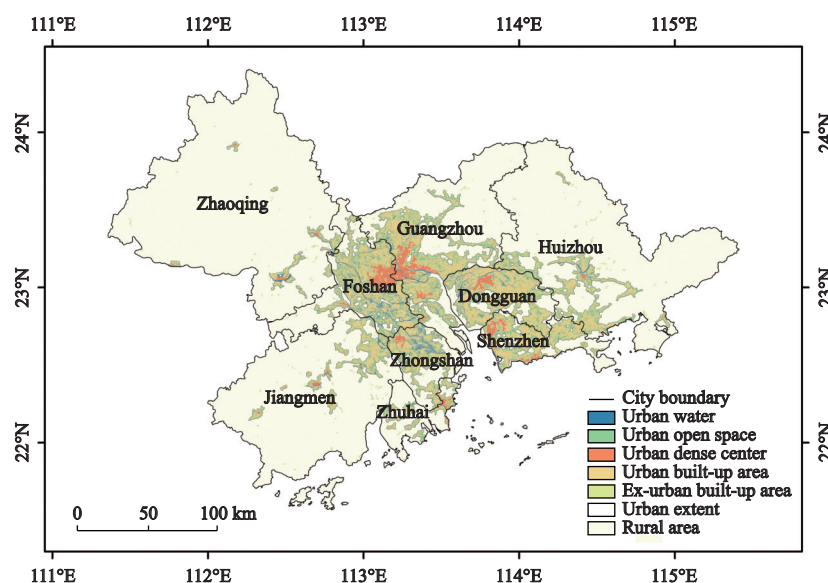 111°E 112°E 113°E 114°E 115°E
24°N 24°N
Zhaoqing
Guangzhou
Huizhou
23°N 23°N
Foshan
Dongguan
Shenzhen
Zhongshan
Jiangmen
Zhuhai
22°N 22°N
City boundary
Urban water
Urban open space
Urban dense center
Urban built-up area
Ex-urban built-up area
Urban extent
Rural area
0 50 100 km
111°E 112°E 113°E 114°E 115°E